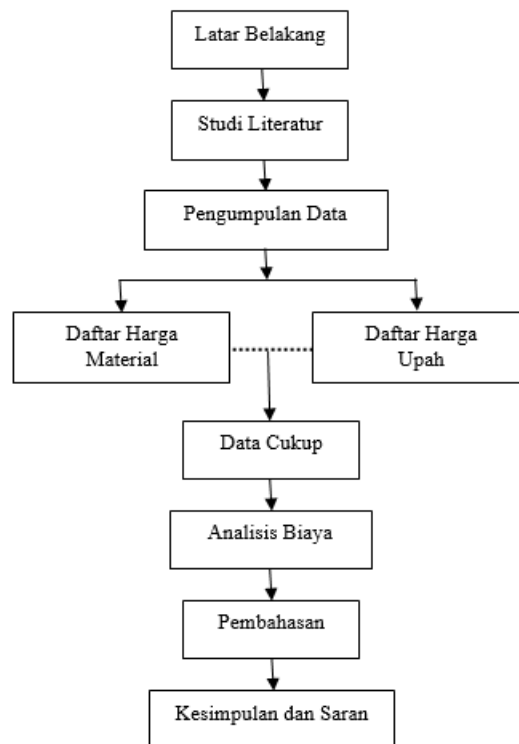 Latar Belakang
Studi Literatur
Pengumpulan Data
Daftar Harga
Material
Daftar Harga
Upah
Data Cukup
Analisis Biaya
Pembahasan
Kesimpulan dan Saran